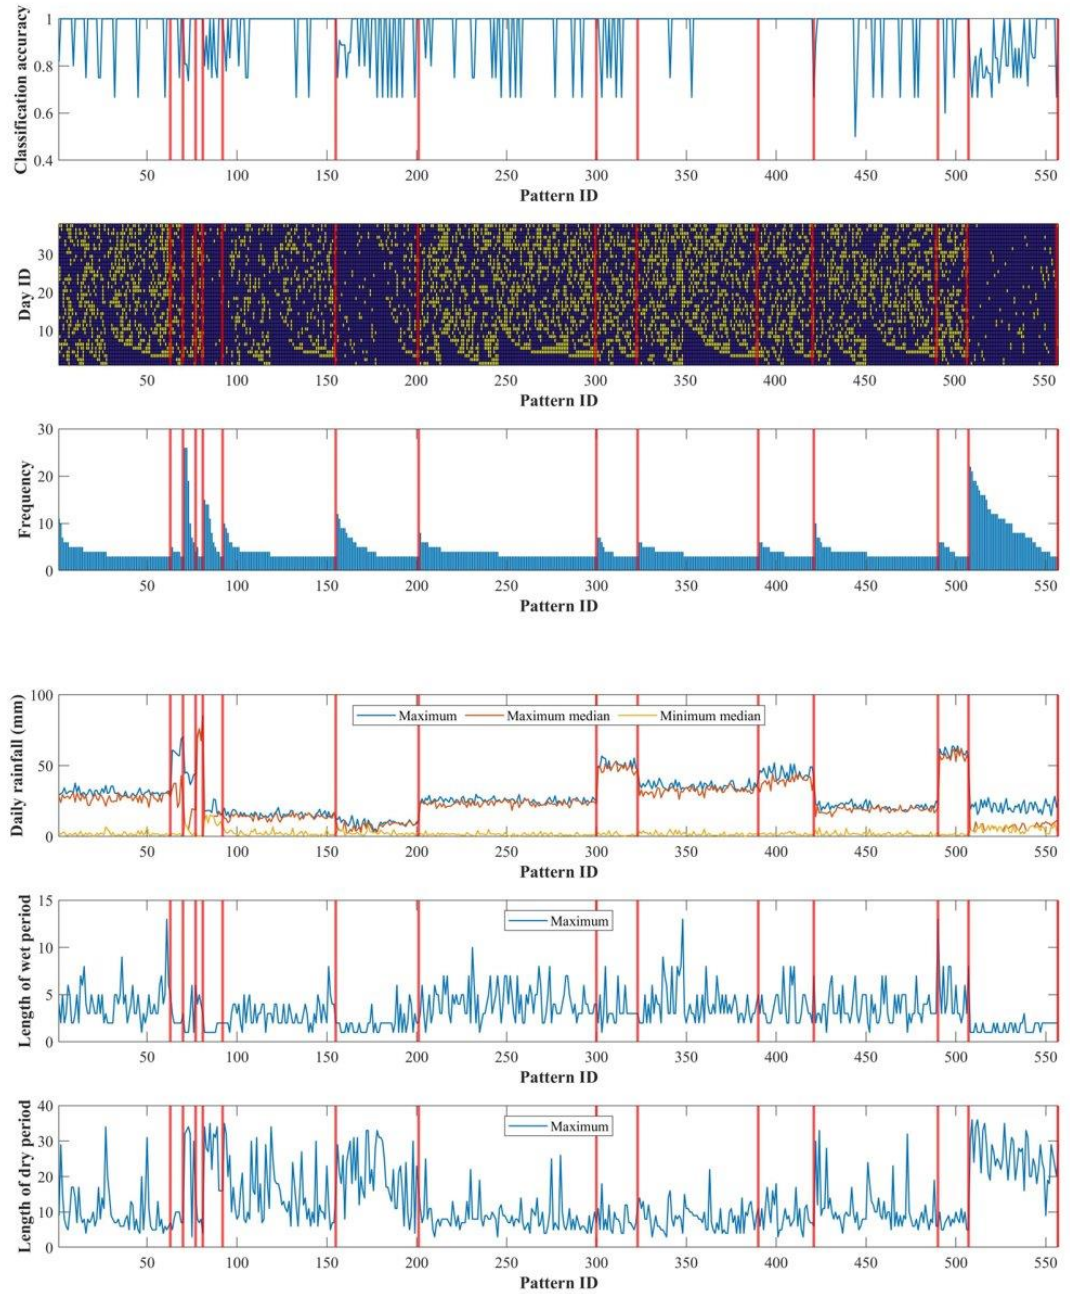 Classification accuracy
1
0.8
0.6
0.4
50 100 150 200 250 300 350 400 450 500 550
Pattern ID
Day ID
30
20
10
50 100 150 200 250 300 350 400 450 500 550
Pattern ID
Frequency
30
20
10
0
50 100 150 200 250 300 350 400 450 500 550
Pattern ID
Daily rainfall (mm)
100
50
0
Maximum Maximum median Minimum median
50 100 150 200 250 300 350 400 450 500 550
Pattern ID
Length of wet period
15
10
5
0
Maximum
50 100 150 200 250 300 350 400 450 500 550
Pattern ID
Length of dry period
40
30
20
10
0
Maximum
50 100 150 200 250 300 350 400 450 500 550
Pattern ID